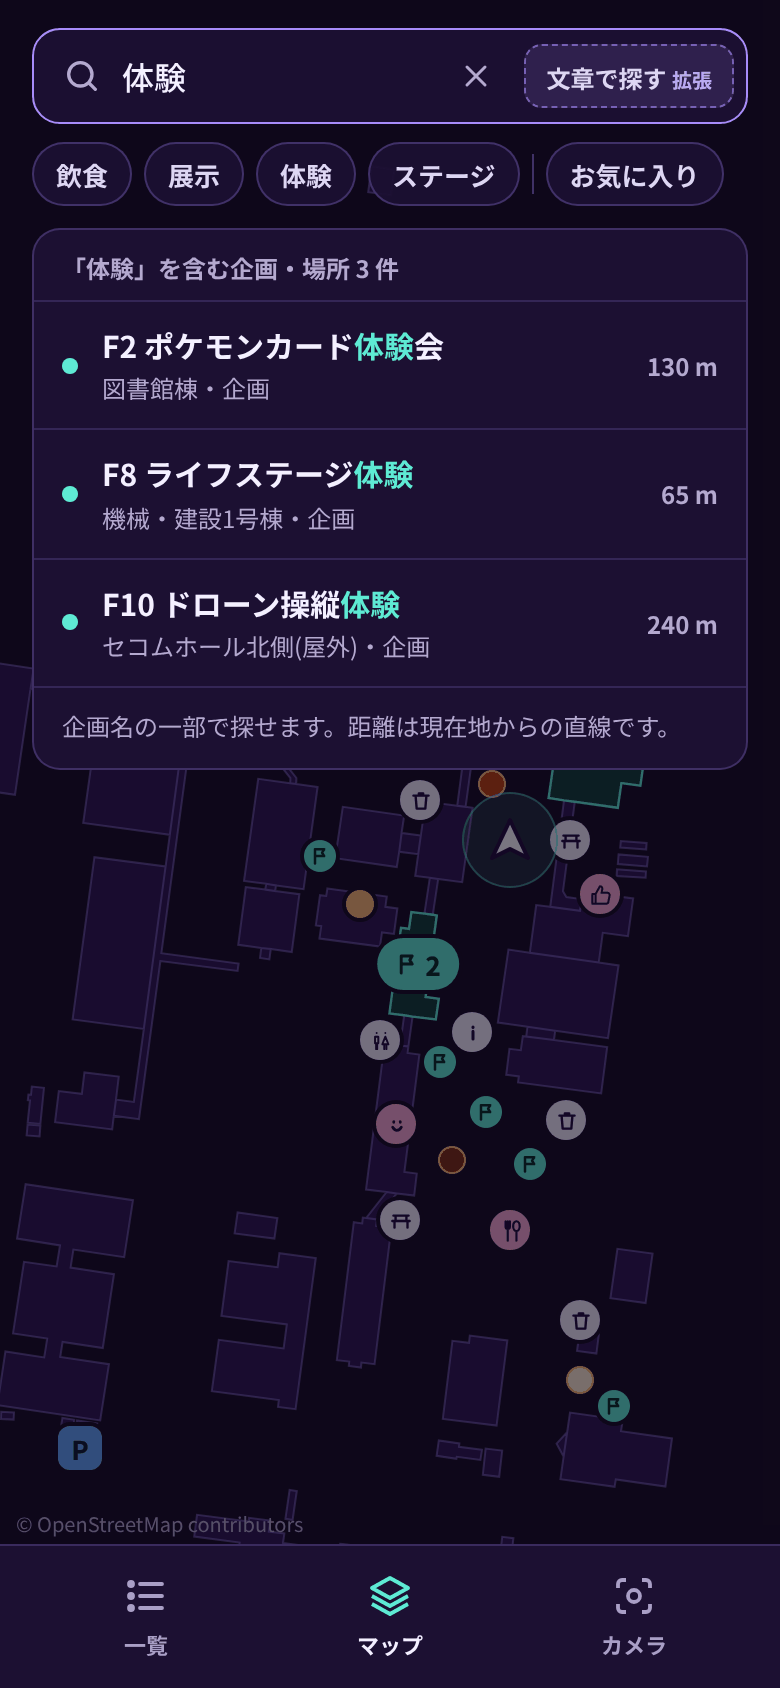 体験
文章で探す 拡張
飲食
展示
体験
ステージ
お気に入り
「体験」を含む企画・場所 3 件
F2 ポケモンカード体験会
図書館棟・企画
130 m
F8 ライフステージ体験
機械・建設1号棟・企画
65 m
F10 ドローン操縦体験
セコムホール北側(屋外)・企画
240 m
企画名の一部で探せます。距離は現在地からの直線です。
2
i
P
© OpenStreetMap contributors
一覧
マップ
カメラ